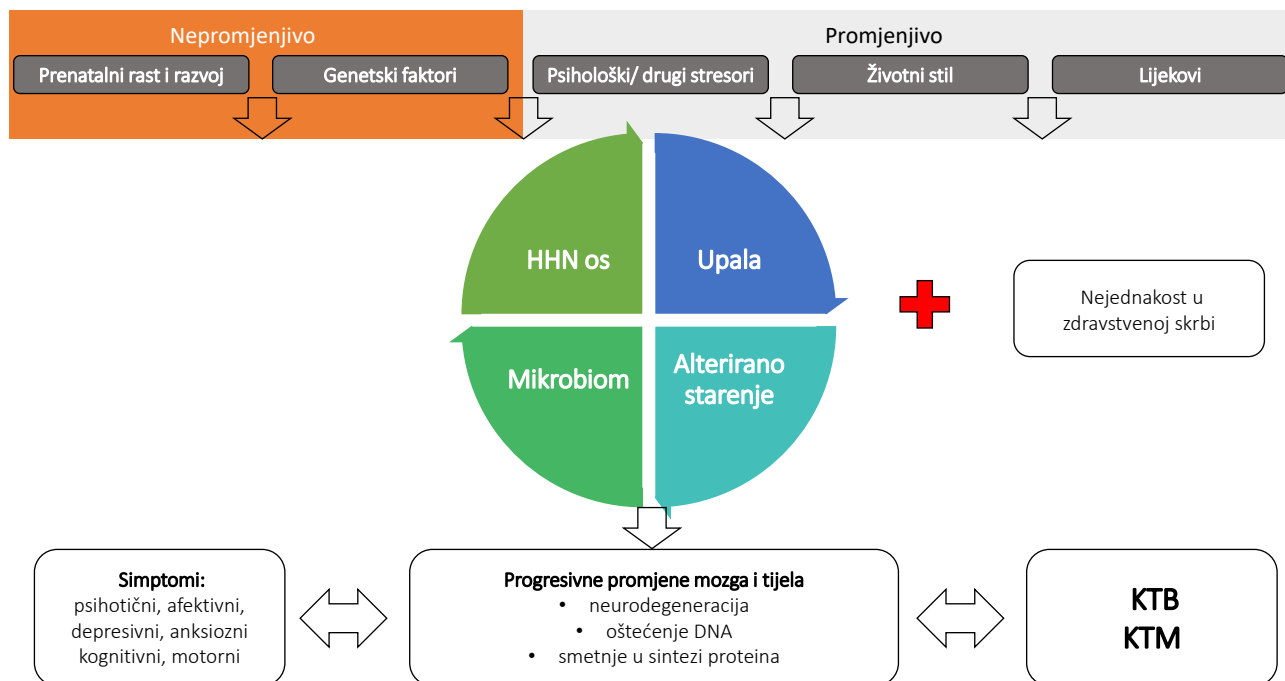 Nepromjenjivo
Promjenjivo
Prenatalni rast i razvoj
Genetski faktori
Psihološki/ drugi stresori
Životni stil
Lijekovi
HHN os
Upala
Mikrobiom
Alterirano
starenje
Nejednakost u
zdravstvenoj skrbi
Simptomi:
psihotični, afektivni,
depresivni, anksiozni
kognitivni, motorni
Progresivne promjene mozga i tijela
• neurodegeneracija
• oštećenje DNA
• smetnje u sintezi proteina
KTB
KTM